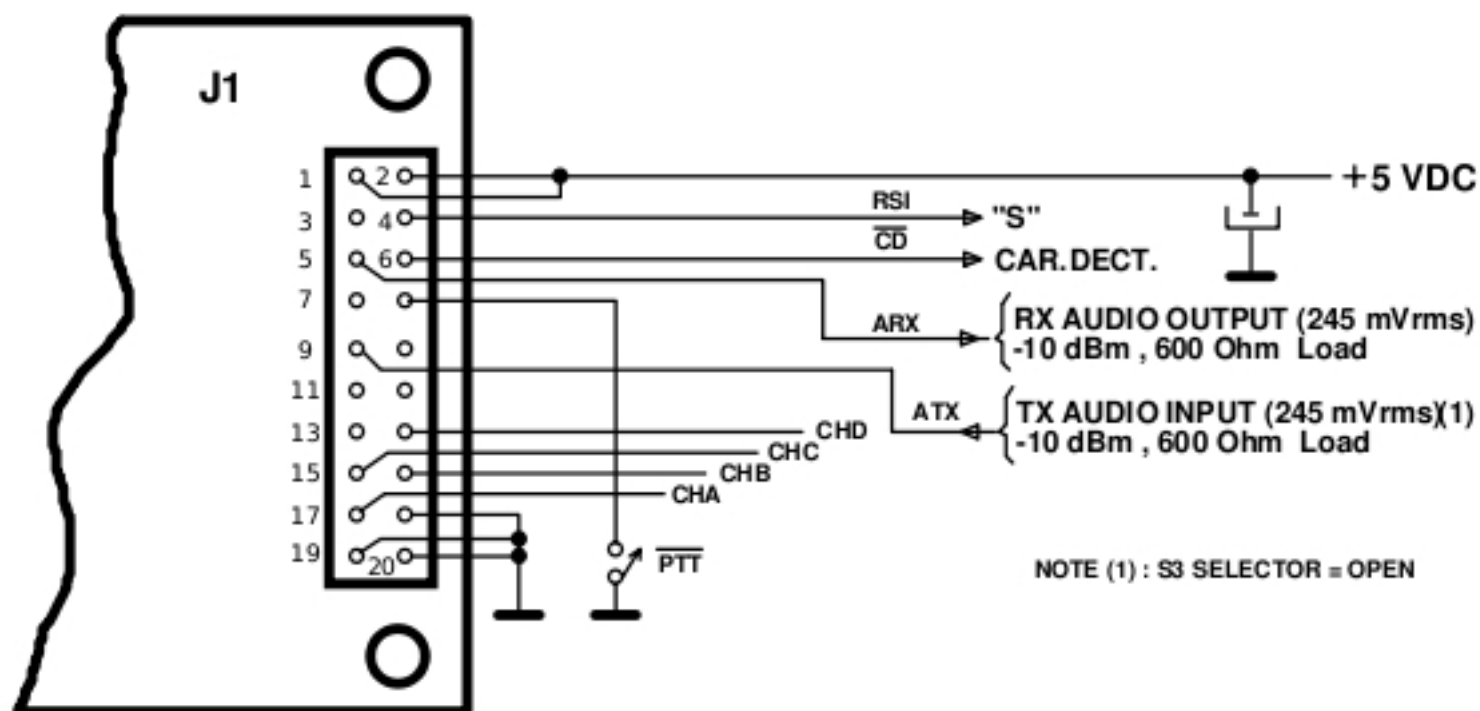 J1
1 2 +5 VDC
3 4 RSI "S"
5 6 CD CAR.DECT.
7
ARX RX AUDIO OUTPUT (245 mVrms)
-10 dBm , 600 Ohm Load
9
11
ATX TX AUDIO INPUT (245 mVrms)(1)
-10 dBm , 600 Ohm Load
13 CHD
CHC
15 CHB
CHA
17
19 20
PTT
NOTE (1) : S3 SELECTOR = OPEN